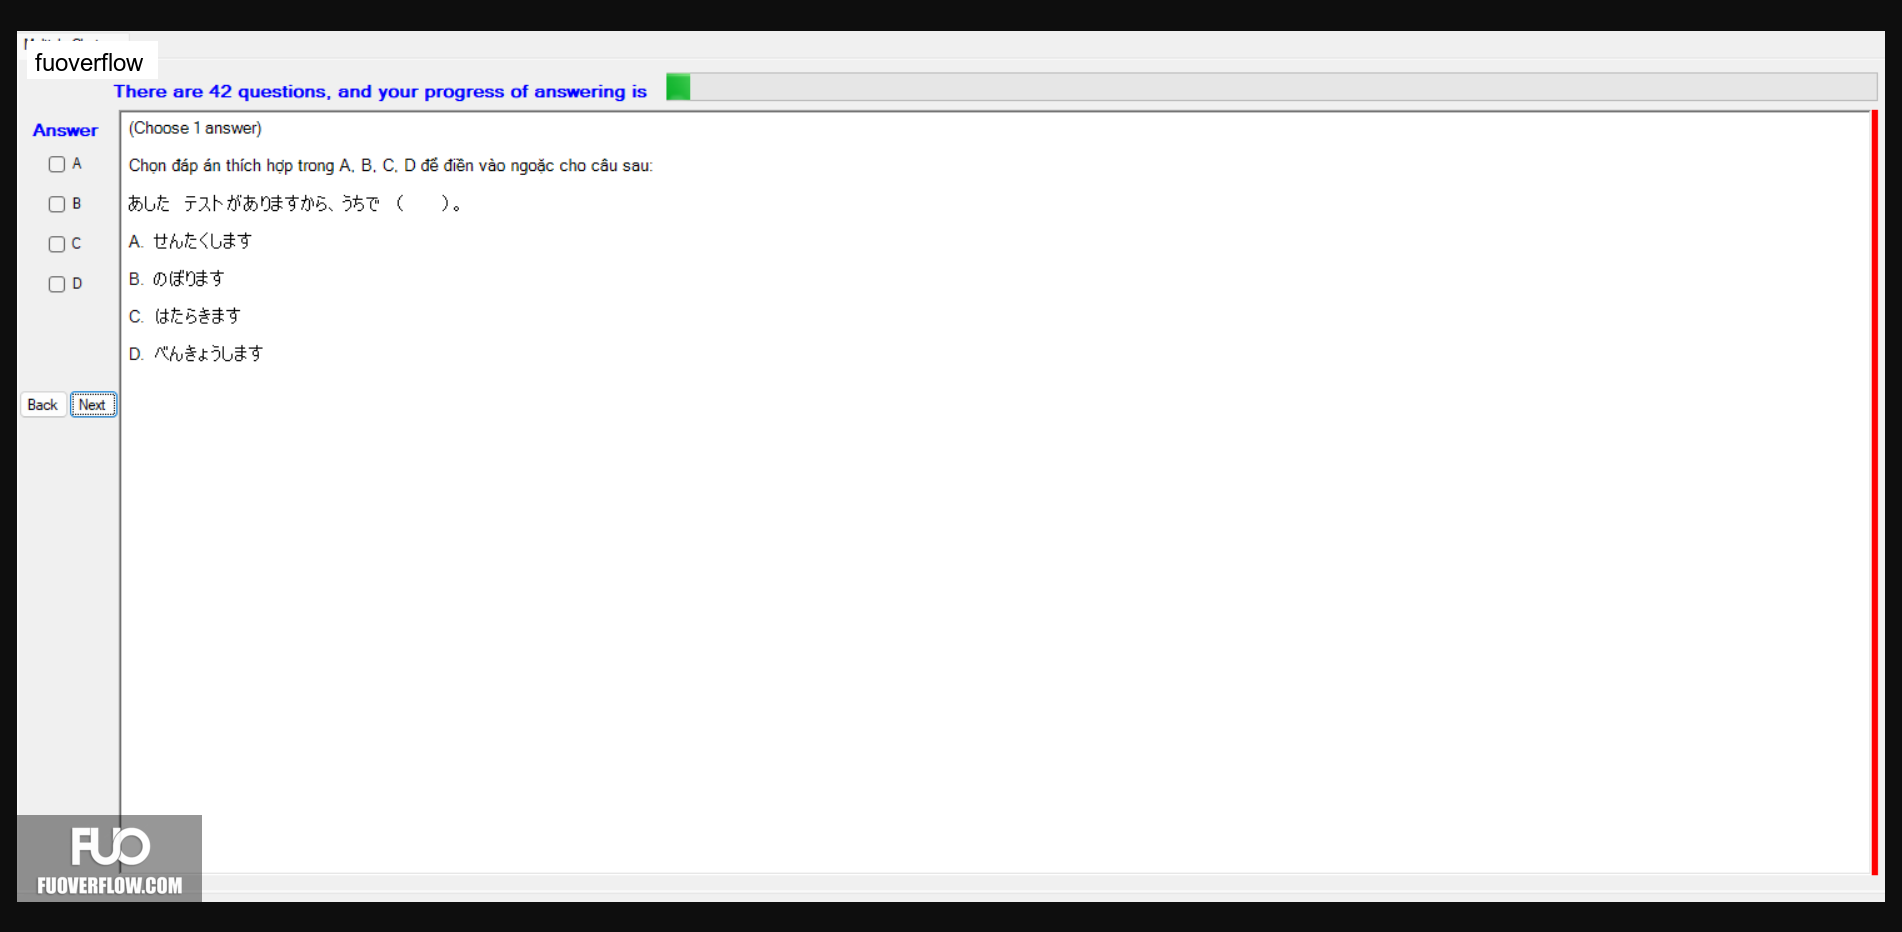 fuoverflow
There are 42 questions, and your progress of answering is
Answer
(Choose 1 answer)
A
Chọn đáp án thích hợp trong A, B, C, D để điền vào ngoặc cho câu sau:
B
あした テストがありますから、うちで ( )。
C
A. せんたくします
D
B. のぼります
C. はたらきます
D. べんきょうします
Back Next
FUO
FUOVERFLOW.COM